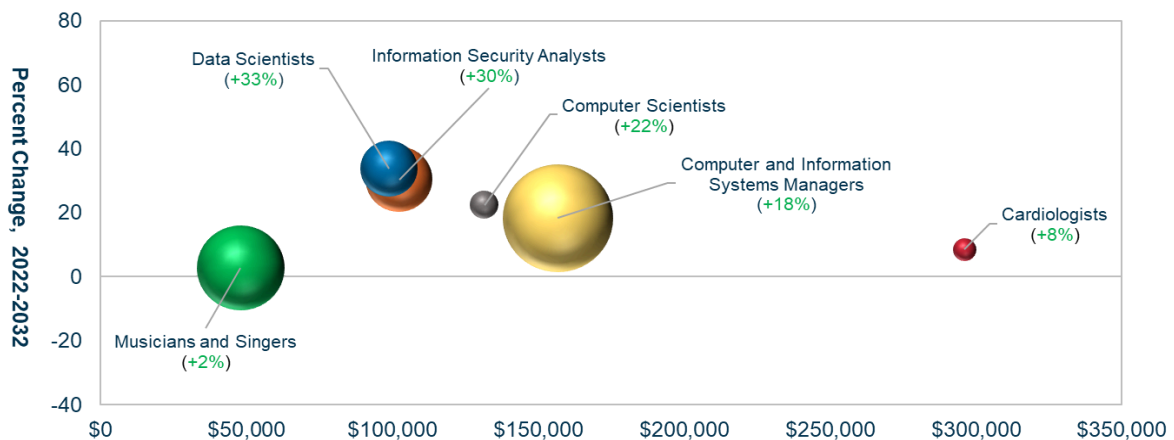 Percent Change, 2022-2032
80
60
40
20
0
-20
-40
Data Scientists
(+33%)
Information Security Analysts
(+30%)
Computer Scientists
(+22%)
Computer and Information
Systems Managers
(+18%)
Cardiologists
(+8%)
Musicians and Singers
(+2%)
$0
$50,000
$100,000
$150,000
$200,000
$250,000
$300,000
$350,000